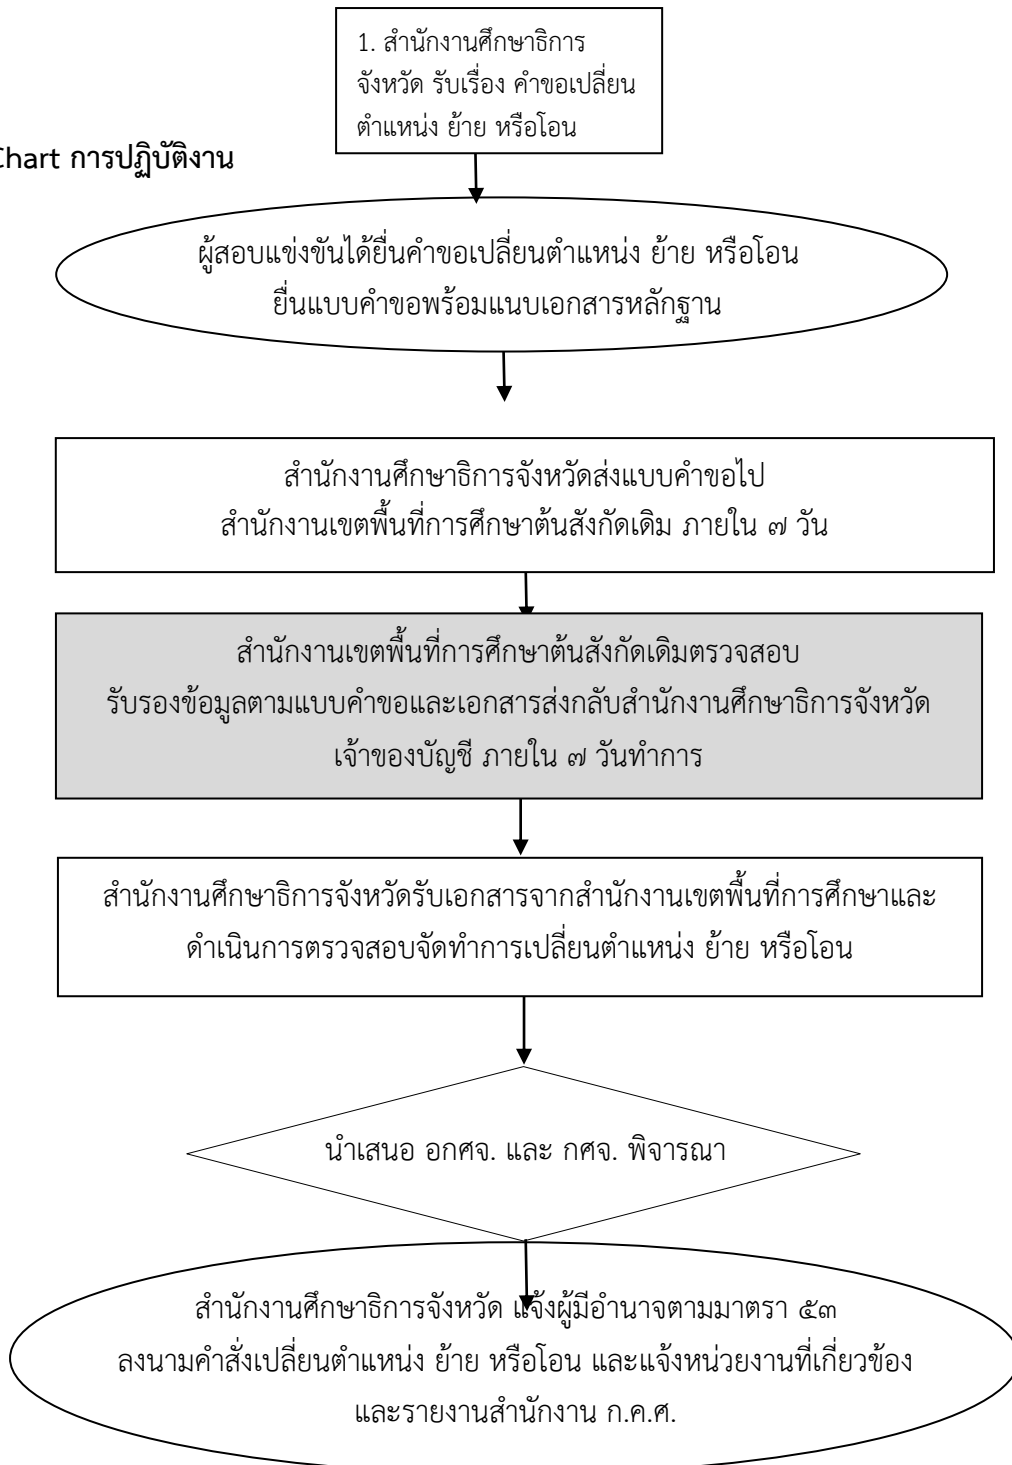 1. สำนักงานศึกษาธิการ
จังหวัด รับเรื่อง คำขอเปลี่ยน
ตำแหน่ง ย้าย หรือโอน
Chart การปฏิบัติงาน
ผู้สอบแข่งขันได้ยื่นคำขอเปลี่ยนตำแหน่ง ย้าย หรือโอน
ยื่นแบบคำขอพร้อมแนบเอกสารหลักฐาน
สำนักงานศึกษาธิการจังหวัดส่งแบบคำขอไป
สำนักงานเขตพื้นที่การศึกษาต้นสังกัดเดิม ภายใน ๗ วัน
สำนักงานเขตพื้นที่การศึกษาต้นสังกัดเดิมตรวจสอบ
รับรองข้อมูลตามแบบคำขอและเอกสารส่งกลับสำนักงานศึกษาธิการจังหวัด
เจ้าของบัญชี ภายใน ๗ วันทำการ
สำนักงานศึกษาธิการจังหวัดรับเอกสารจากสำนักงานเขตพื้นที่การศึกษาและ
ดำเนินการตรวจสอบจัดทำการเปลี่ยนตำแหน่ง ย้าย หรือโอน
นำเสนอ อกศจ. และ กศจ. พิจารณา
สำนักงานศึกษาธิการจังหวัด แจ้งผู้มีอำนาจตามมาตรา ๕๓
ลงนามคำสั่งเปลี่ยนตำแหน่ง ย้าย หรือโอน และแจ้งหน่วยงานที่เกี่ยวข้อง
และรายงานสำนักงาน ก.ค.ศ.